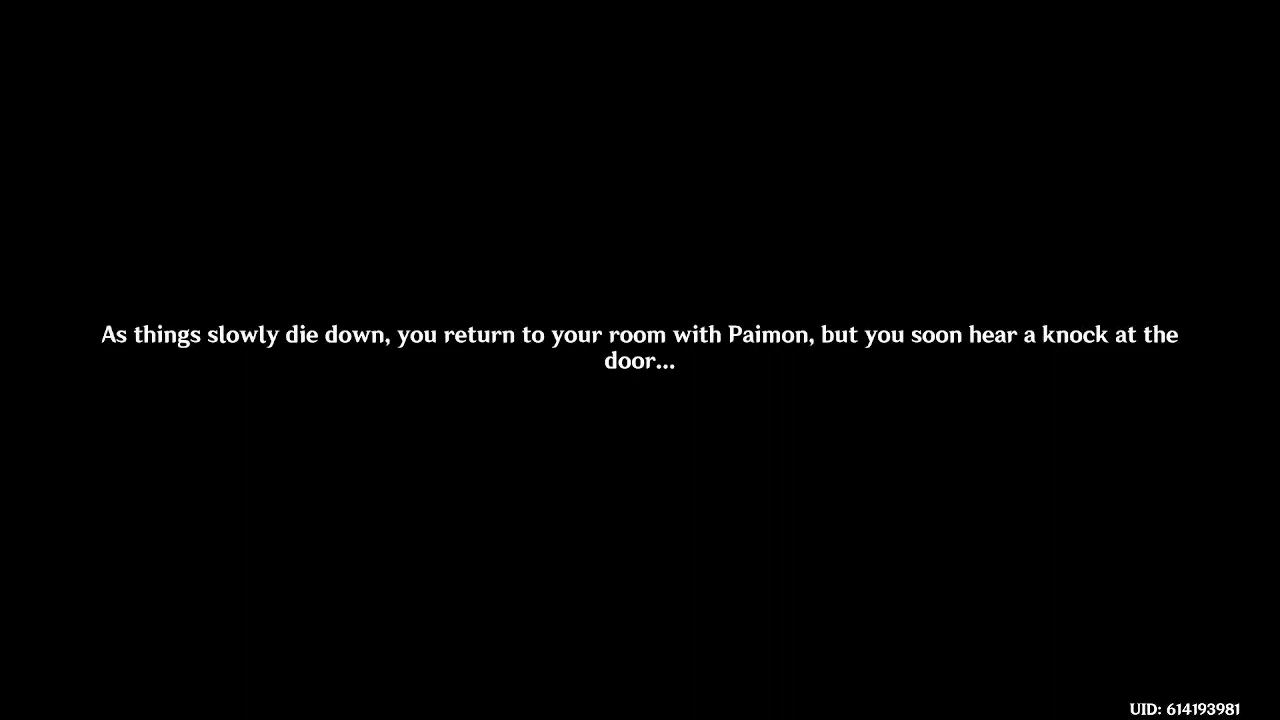 As things slowly die down, you return to your room with Paimon, but you soon hear a knock at the
door...
UID: 614193981